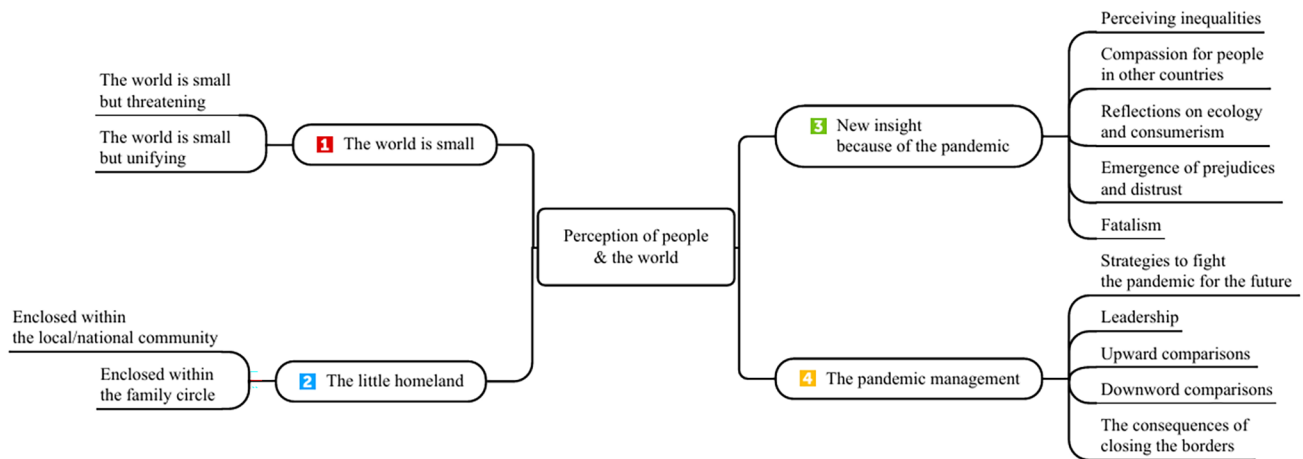 The world is small
but threatening
The world is small
but unifying
1 The world is small
Enclosed within
the local/national community
Enclosed within
the family circle
2 The little homeland
Perception of people
& the world
3 New insight
because of the pandemic
Perceiving inequalities
Compassion for people
in other countries
Reflections on ecology
and consumerism
Emergence of prejudices
and distrust
Fatalism
4 The pandemic management
Strategies to fight
the pandemic for the future
Leadership
Upward comparisons
Downword comparisons
The consequences of
closing the borders